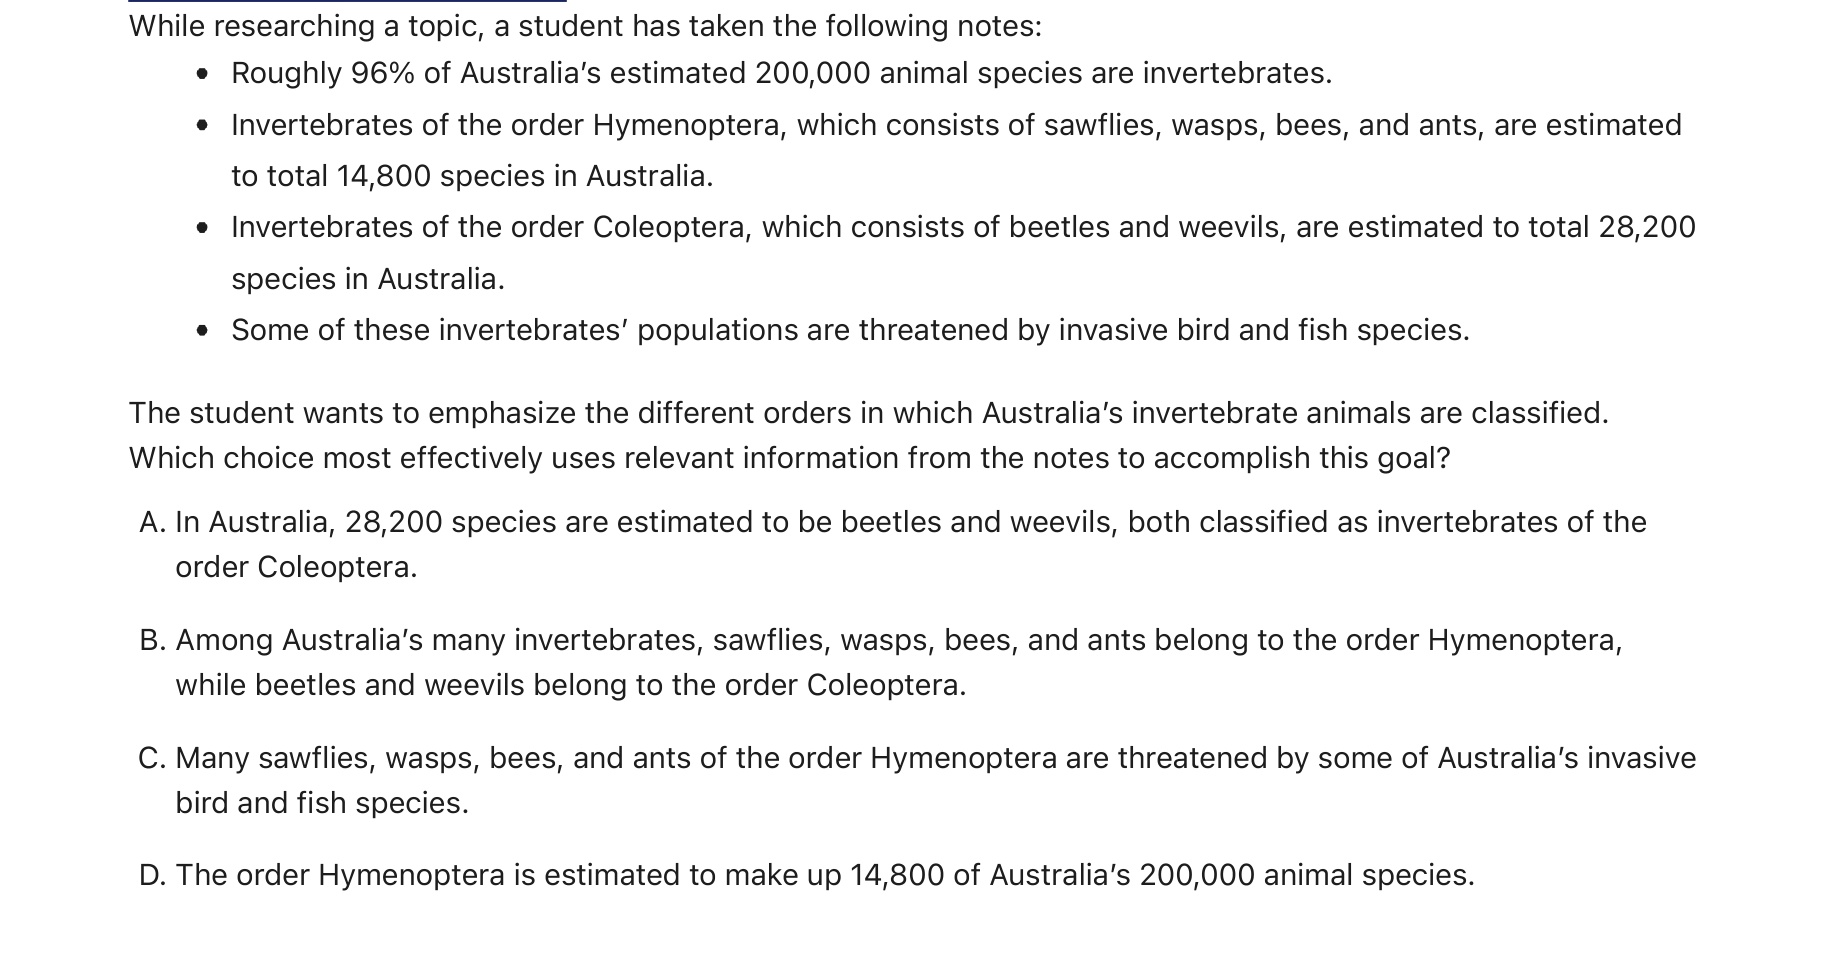 While researching a topic, a student has taken the following notes:
• Roughly 96% of Australia’s estimated 200,000 animal species are invertebrates.
• Invertebrates of the order Hymenoptera, which consists of sawflies, wasps, bees, and ants, are estimated
to total 14,800 species in Australia.
• Invertebrates of the order Coleoptera, which consists of beetles and weevils, are estimated to total 28,200
species in Australia.
• Some of these invertebrates’ populations are threatened by invasive bird and fish species.
The student wants to emphasize the different orders in which Australia’s invertebrate animals are classified.
Which choice most effectively uses relevant information from the notes to accomplish this goal?
A. In Australia, 28,200 species are estimated to be beetles and weevils, both classified as invertebrates of the
order Coleoptera.
B. Among Australia’s many invertebrates, sawflies, wasps, bees, and ants belong to the order Hymenoptera,
while beetles and weevils belong to the order Coleoptera.
C. Many sawflies, wasps, bees, and ants of the order Hymenoptera are threatened by some of Australia’s invasive
bird and fish species.
D. The order Hymenoptera is estimated to make up 14,800 of Australia’s 200,000 animal species.